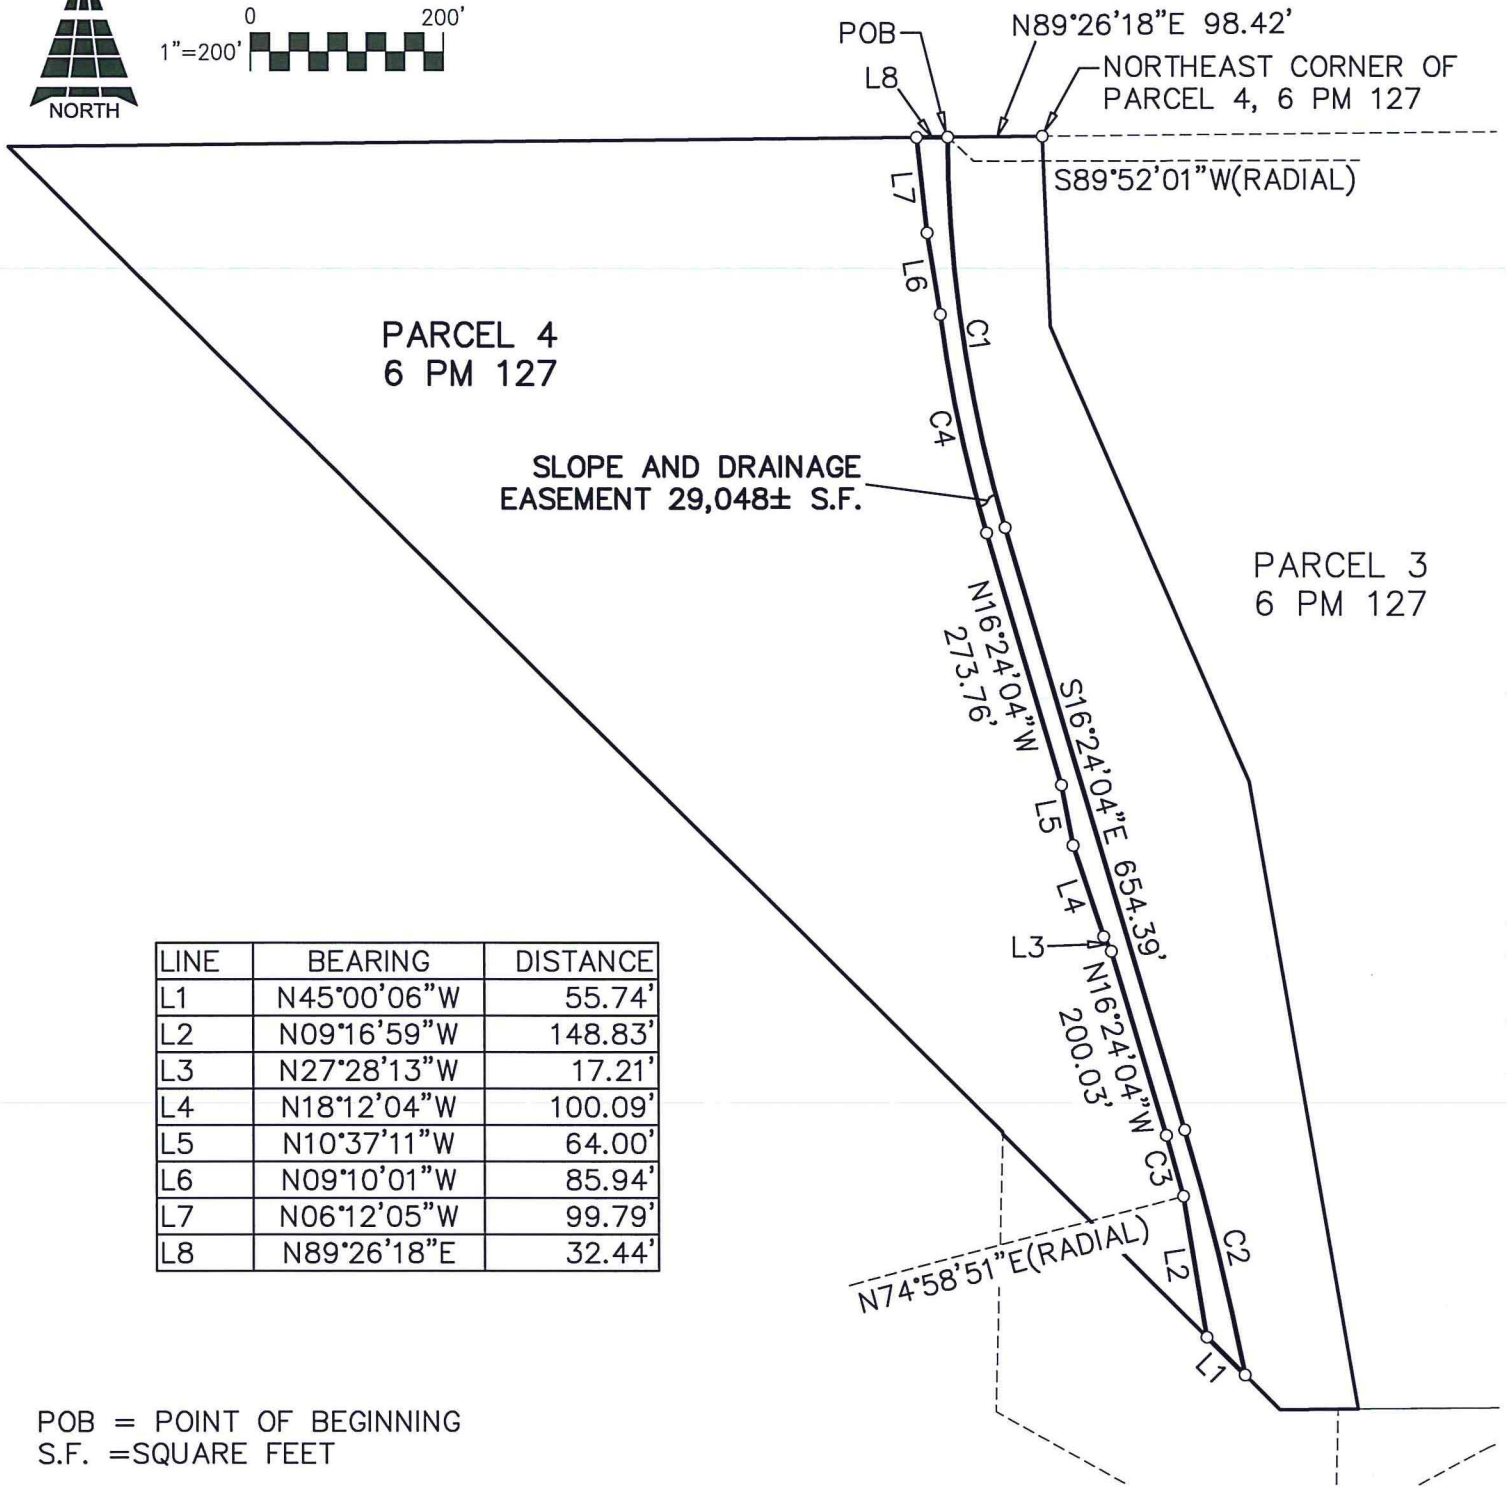 0 200'
1"=200'
NORTH
POB
L8
N89°26'18"E 98.42'
NORTHEAST CORNER OF
PARCEL 4, 6 PM 127
S89°52'01"W(RADIAL)
L7
L6
C1
PARCEL 4
6 PM 127
C4
SLOPE AND DRAINAGE
EASEMENT 29,048± S.F.
PARCEL 3
6 PM 127
N16°24'04"W
273.76'
S16°24'04"E 654.39'
L5
L4
L3
N16°24'04"W
200.03'
C3
N74°58'51"E(RADIAL)
L2
C2
L1
LINE BEARING DISTANCE
L1 N45°00'06"W 55.74'
L2 N09°16'59"W 148.83'
L3 N27°28'13"W 17.21'
L4 N18°12'04"W 100.09'
L5 N10°37'11"W 64.00'
L6 N09°10'01"W 85.94'
L7 N06°12'05"W 99.79'
L8 N89°26'18"E 32.44'
POB = POINT OF BEGINNING
S.F. =SQUARE FEET